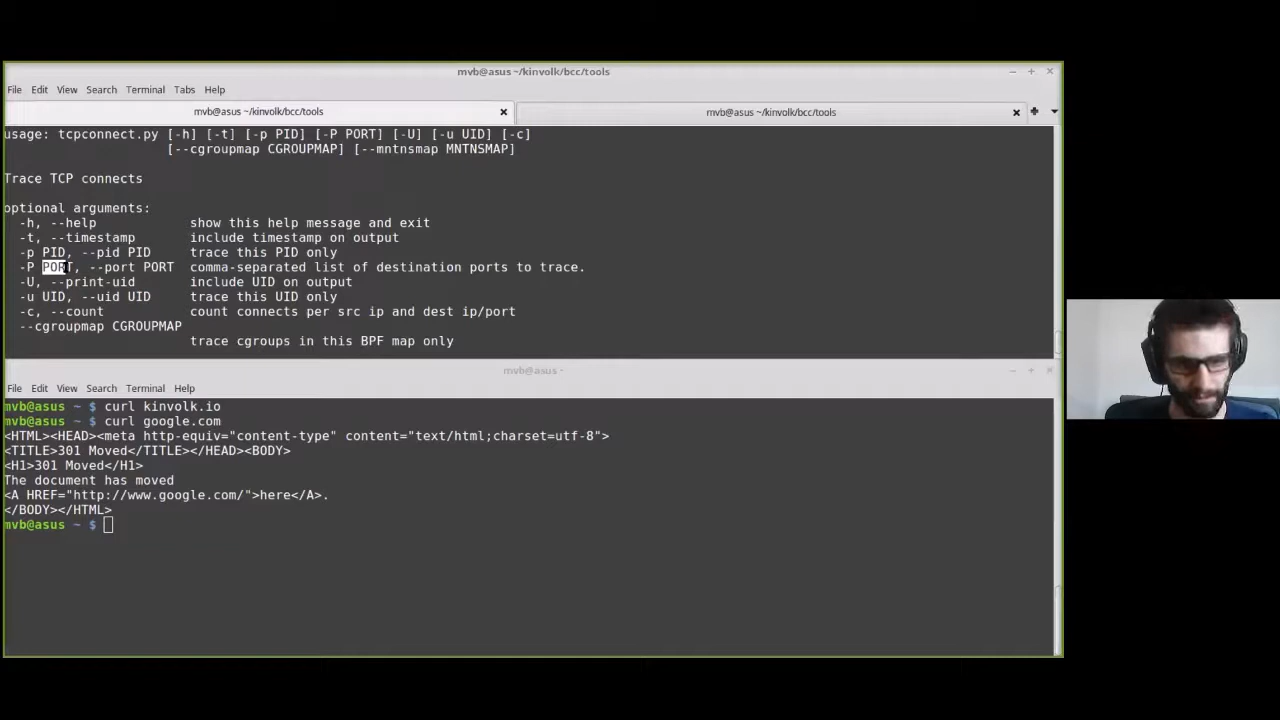 mvb@asus ~/kinvolk/bcc/tools
File Edit View Search Terminal Tabs Help
mvb@asus ~/kinvolk/bcc/tools mvb@asus ~/kinvolk/bcc/tools
usage: tcpconnect.py [-h] [-t] [-p PID] [-P PORT] [-U] [-u UID] [-c]
[--cgroupmap CGROUPMAP] [--mntnsmap MNTNSMAP]
Trace TCP connects
optional arguments:
-h, --help show this help message and exit
-t, --timestamp include timestamp on output
-p PID, --pid PID trace this PID only
-P PORT, --port PORT comma-separated list of destination ports to trace.
-U, --print-uid include UID on output
-u UID, --uid UID trace this UID only
-c, --count count connects per src ip and dest ip/port
--cgroupmap CGROUPMAP
trace cgroups in this BPF map only
mvb@asus ~
File Edit View Search Terminal Help
mvb@asus ~ $ curl kinvolk.io
mvb@asus ~ $ curl google.com
<HTML><HEAD><meta http-equiv="content-type" content="text/html;charset=utf-8">
<TITLE>301 Moved</TITLE></HEAD><BODY>
<H1>301 Moved</H1>
The document has moved
<A HREF="http://www.google.com/">here</A>.
</BODY></HTML>
mvb@asus ~ $